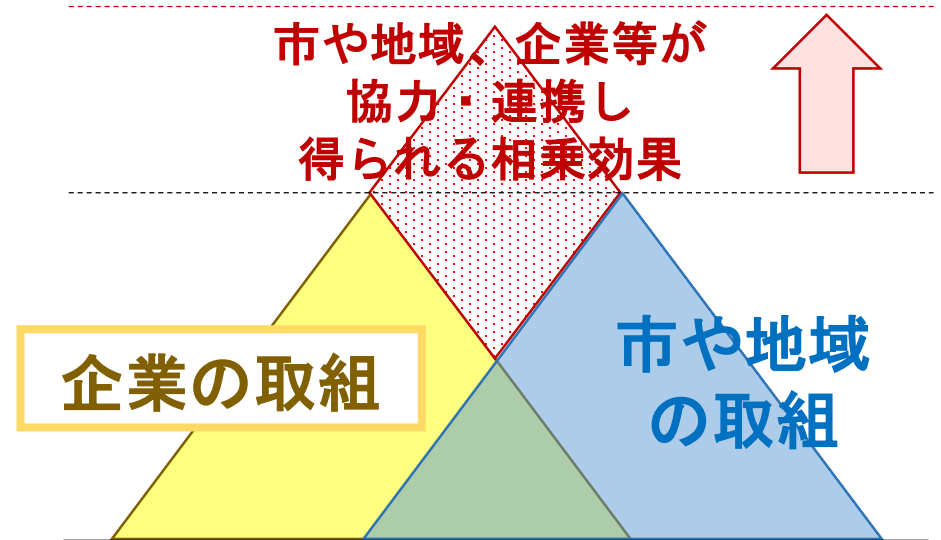 市や地域、企業等が
協力・連携し
得られる相乗効果
企業の取組
市や地域
の取組